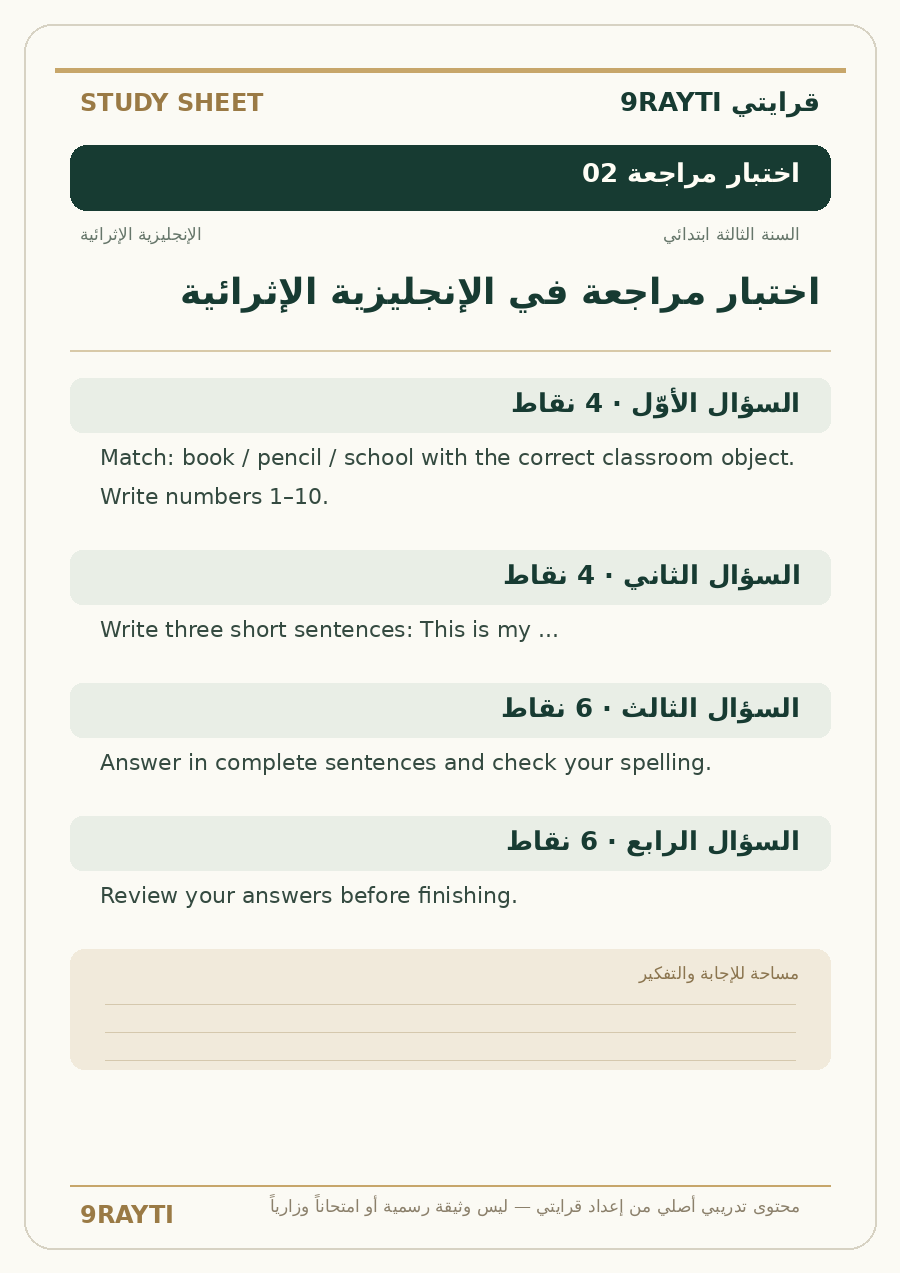 قرايتي 9RAYTI
STUDY SHEET
اختبار مراجعة 02
السنة الثالثة ابتدائي
الإنجليزية الإثرائية
اختبار مراجعة في الإنجليزية الإثرائية
السؤال الأوّل · 4 نقاط
Match: book / pencil / school with the correct classroom object.
Write numbers 1–10.
السؤال الثاني · 4 نقاط
Write three short sentences: This is my ...
السؤال الثالث · 6 نقاط
Answer in complete sentences and check your spelling.
السؤال الرابع · 6 نقاط
Review your answers before finishing.
مساحة للإجابة والتفكير
محتوى تدريبي أصلي من إعداد قرايتي — ليس وثيقة رسمية أو امتحاناً وزارياً
9RAYTI